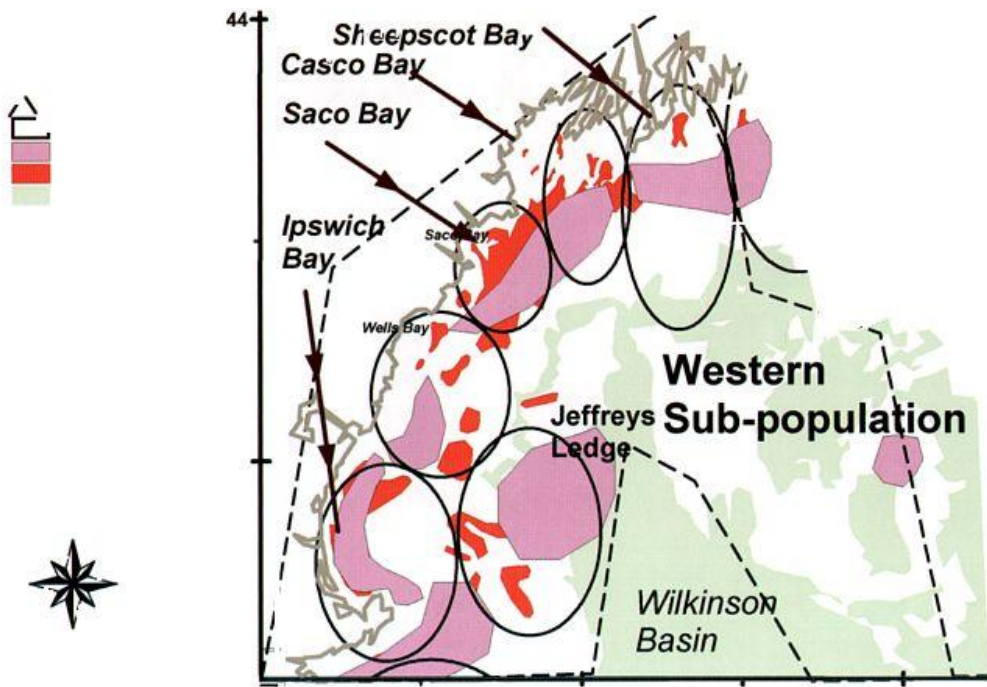 44
Sheepscot Bay
Casco Bay
Saco Bay
Ipswich
Bay
Saco Bay
Wells Bay
Western
Sub-population
Jeffreys
Ledge
Wilkinson
Basin